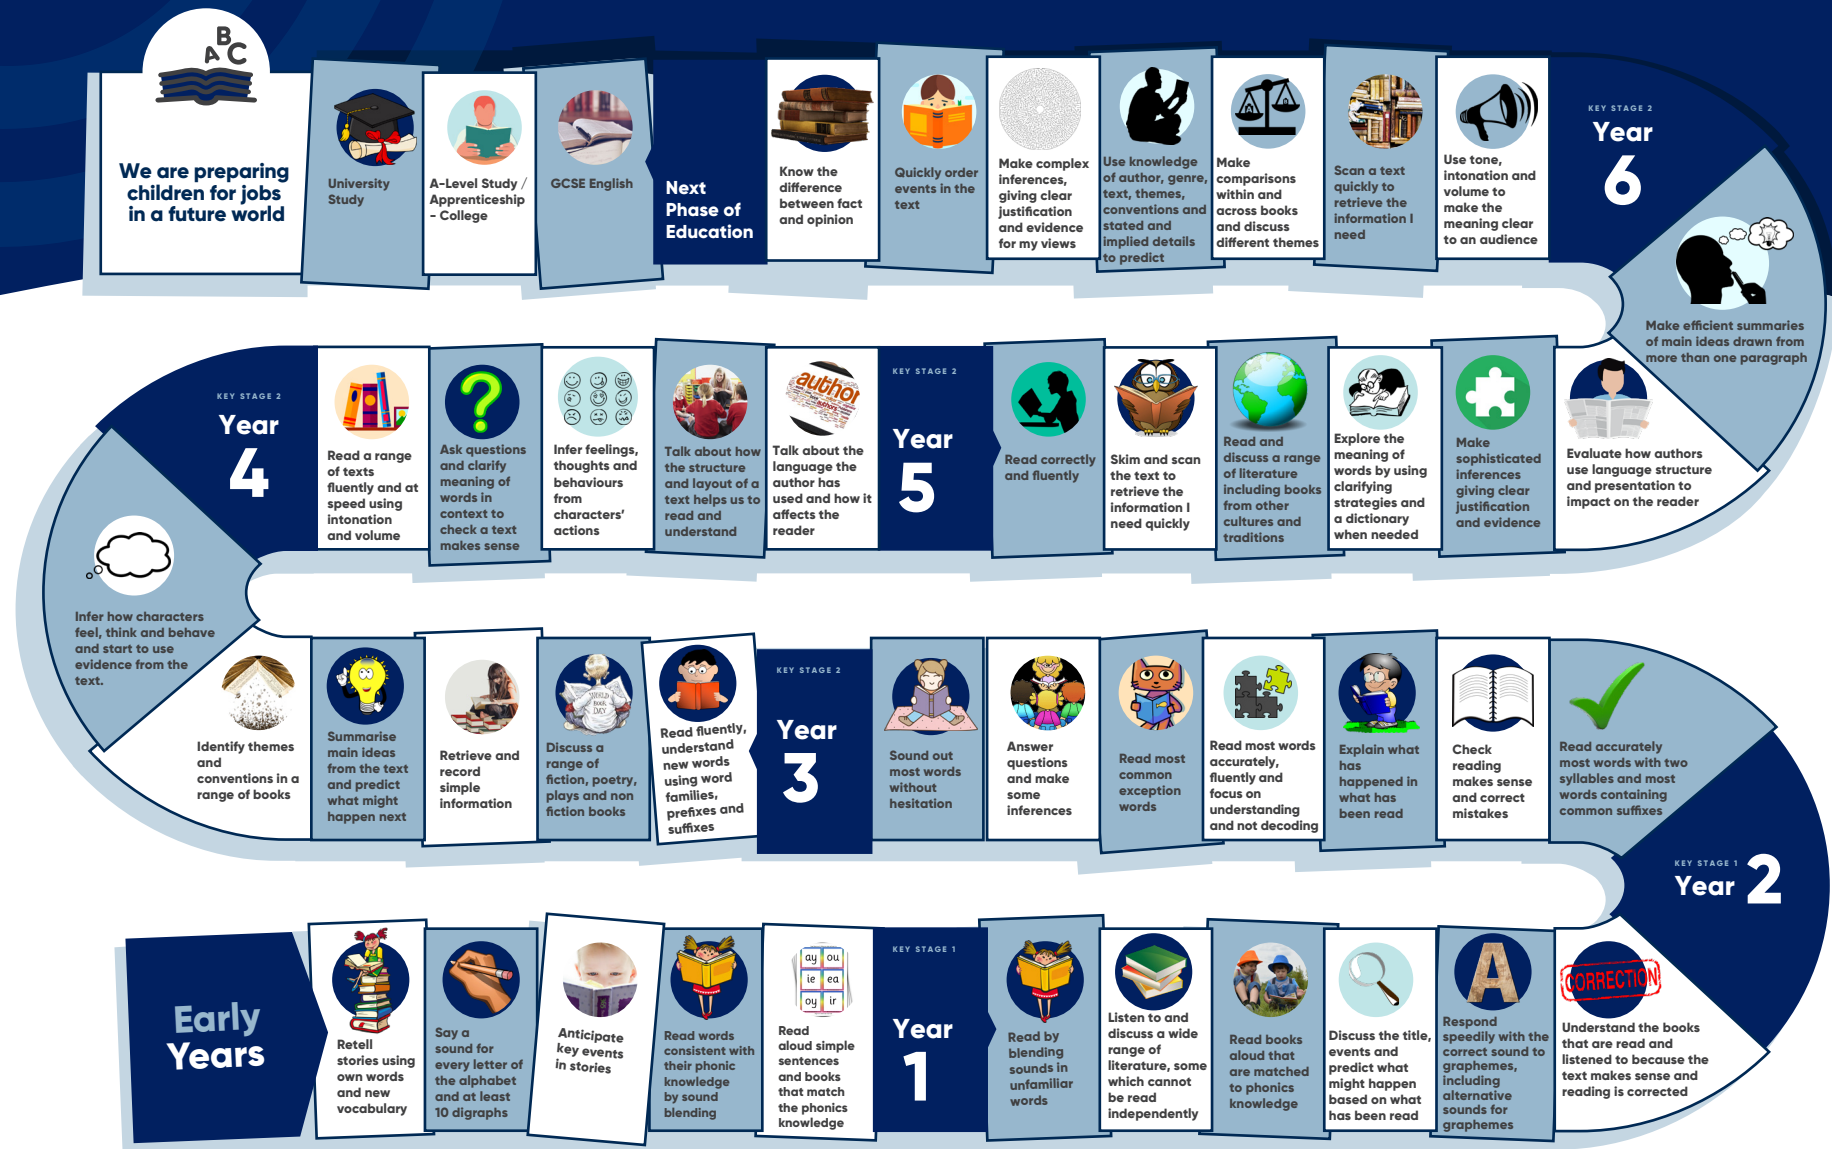 A
B
C
We are preparing
children for jobs
in a future world
University
Study
A-Level Study /
Apprenticeship
- College
GCSE English
Next
Phase of
Education
Know the
difference
between fact
and opinion
Quickly order
events in the
text
Make complex
inferences,
giving clear
justification
and evidence
for my views
Use knowledge
of author, genre,
text, themes,
conventions and
stated and
implied details
to predict
Make
comparisons
within and
across books
and discuss
different themes
Scan a text
quickly to
retrieve the
information I
need
Use tone,
intonation and
volume to
make the
meaning clear
to an audience
KEY STAGE 2
Year
6
Make efficient summaries
of main ideas drawn from
more than one paragraph
KEY STAGE 2
Year
4
Read a range
of texts
fluently and at
speed using
intonation
and volume
Ask questions
and clarify
meaning of
words in
context to
check a text
makes sense
Infer feelings,
thoughts and
behaviours
from
characters'
actions
Talk about how
the structure
and layout of a
text helps us to
read and
understand
author
authors
Talk about the
language the
author has
used and how it
affects the
reader
KEY STAGE 2
Year
5
Read correctly
and fluently
Skim and scan
the text to
retrieve the
information I
need quickly
Read and
discuss a range
of literature
including books
from other
cultures and
traditions
Explore the
meaning of
words by using
clarifying
strategies and
a dictionary
when needed
Make
sophisticated
inferences
giving clear
justification
and evidence
Evaluate how authors
use language structure
and presentation to
impact on the reader
Infer how characters
feel, think and behave
and start to use
evidence from the
text.
Identify themes
and
conventions in a
range of books
Summarise
main ideas
from the text
and predict
what might
happen next
Retrieve and
record
simple
information
WORLD
BOOK
DAY
Discuss a
range of
fiction, poetry,
plays and non
fiction books
Read fluently,
understand
new words
using word
families,
prefixes and
suffixes
KEY STAGE 2
Year
3
Sound out
most words
without
hesitation
Answer
questions
and make
some
inferences
Read most
common
exception
words
Read most words
accurately,
fluently and
focus on
understanding
and not decoding
Explain what
has
happened in
what has
been read
Check
reading
makes sense
and correct
mistakes
Read accurately
most words with two
syllables and most
words containing
common suffixes
KEY STAGE 1
Year 2
Early
Years
Retell
stories using
own words
and new
vocabulary
Say a
sound for
every letter of
the alphabet
and at least
10 digraphs
Anticipate
key events
in stories
Read words
consistent with
their phonic
knowledge
by sound
blending
ay ou
ie ea
oy ir
Read
aloud simple
sentences
and books
that match
the phonics
knowledge
KEY STAGE 1
Year
1
Read by
blending
sounds in
unfamiliar
words
Listen to and
discuss a wide
range of
literature, some
which cannot
be read
independently
Read books
aloud that
are matched
to phonics
knowledge
Discuss the title,
events and
predict what
might happen
based on what
has been read
A
Respond
speedily with the
correct sound to
graphemes,
including
alternative
sounds for
graphemes
CORRECTION
Understand the books
that are read and
listened to because the
text makes sense and
reading is corrected